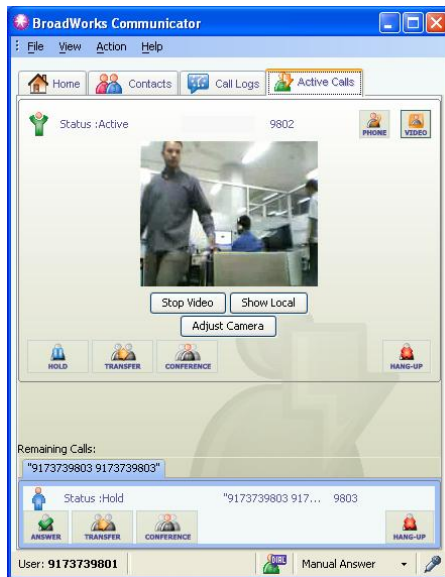 BroadWorks Communicator
File View Action Help
Home Contacts Call Logs Active Calls
Status :Active 9802
PHONE VIDEO
Stop Video Show Local
Adjust Camera
HOLD TRANSFER CONFERENCE HANG-UP
Remaining Calls:
"9173739803 9173739803"
Status :Hold "9173739803 917... 9803
ANSWER TRANSFER CONFERENCE HANG-UP
User: 9173739801 DIAL Manual Answer